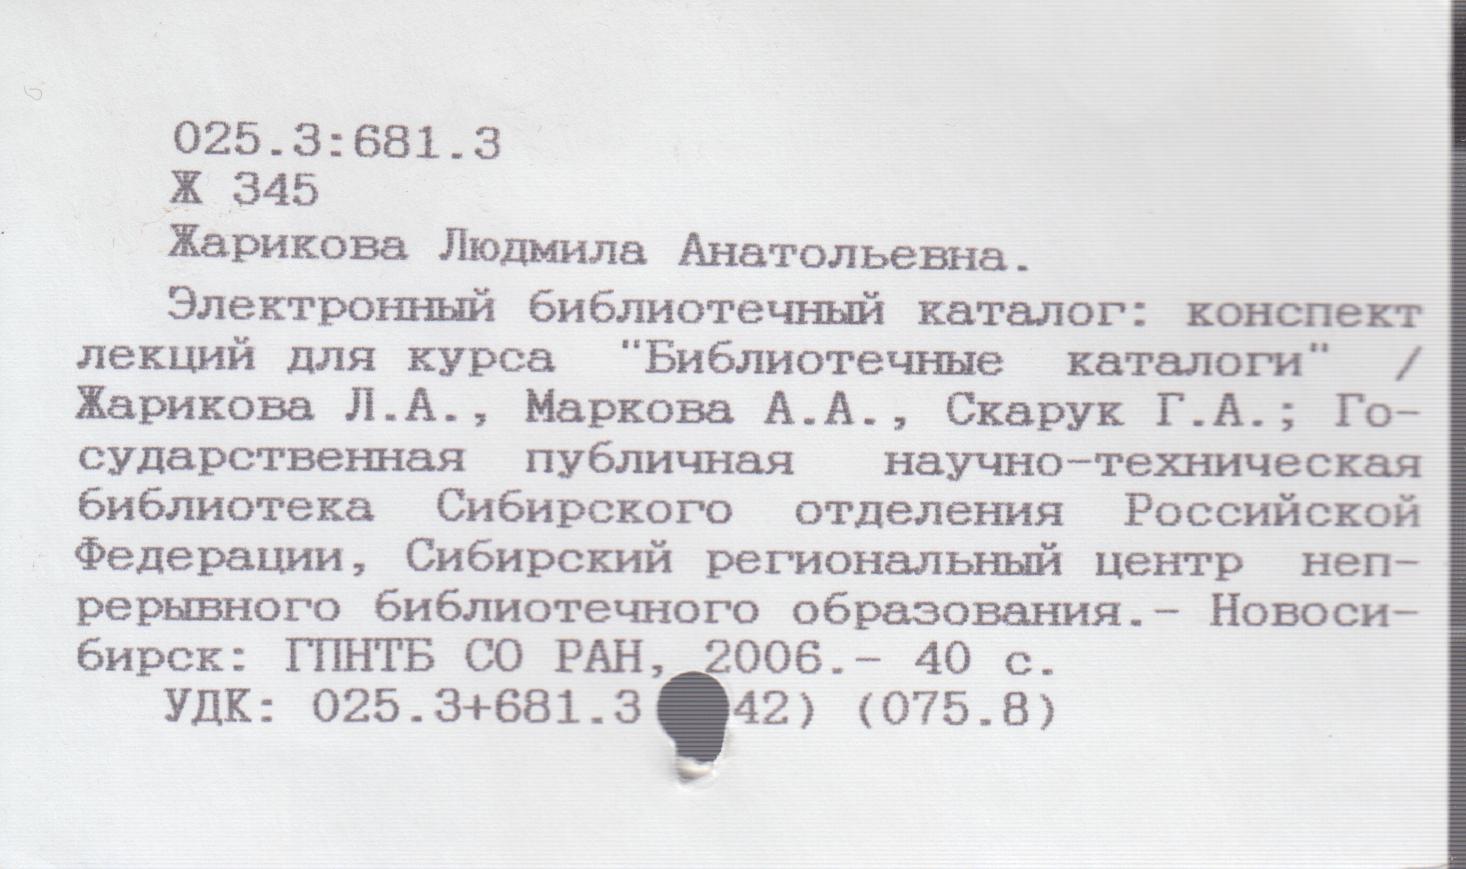 025.3:681.3
Ж 345
Жарикова Людмила Анатольевна.
Электронный библиотечный каталог: конспект
лекций для курса "Библиотечные каталоги" /
Жарикова Л.А., Маркова А.А., Скарук Г.А.; Го-
сударственная публичная научно-техническая
библиотека Сибирского отделения Российской
Федерации, Сибирский региональный центр неп-
рерывного библиотечного образования.- Новоси-
бирск: ГПНТБ СО РАН, 2006.- 40 с.
УДК: 025.3+681.3 42) (075.8)